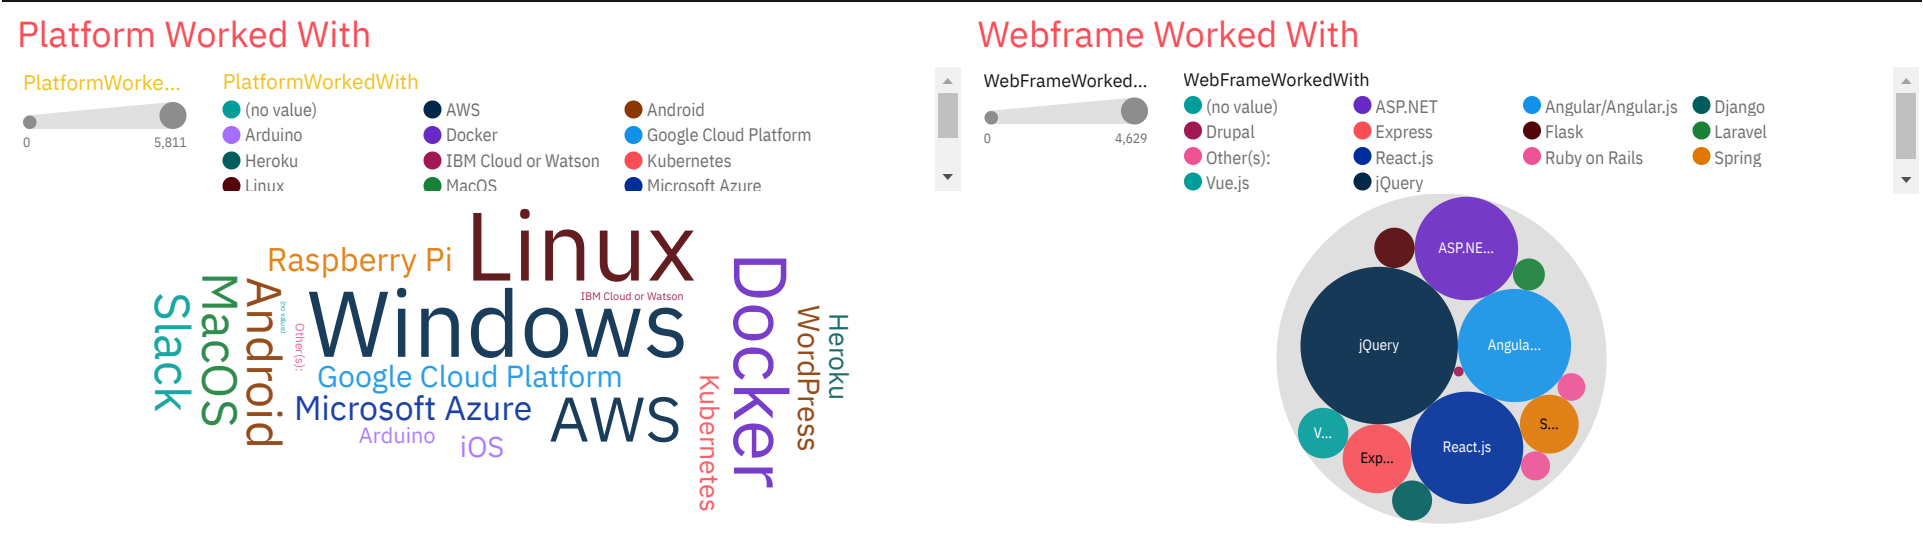 Platform Worked With
PlatformWorke...
0
5,811
PlatformWorkedWith
(no value)
AWS
Android
Arduino
Docker
Google Cloud Platform
Heroku
IBM Cloud or Watson
Kubernetes
Linux
MacOS
Microsoft Azure
Linux
Raspberry Pi
Docker
MacOS
Android
Slack
(no value)
Other(s):
IBM Cloud or Watson
Windows
WordPress
Heroku
Google Cloud Platform
Kubernetes
Microsoft Azure
AWS
Arduino
iOS
Webframe Worked With
WebFrameWorked...
0
4,629
WebFrameWorkedWith
(no value)
ASP.NET
Angular/Angular.js
Django
Drupal
Express
Flask
Laravel
Other(s):
React.js
Ruby on Rails
Spring
Vue.js
jQuery
ASP.NE...
jQuery
Angula...
S...
V...
React.js
Exp...